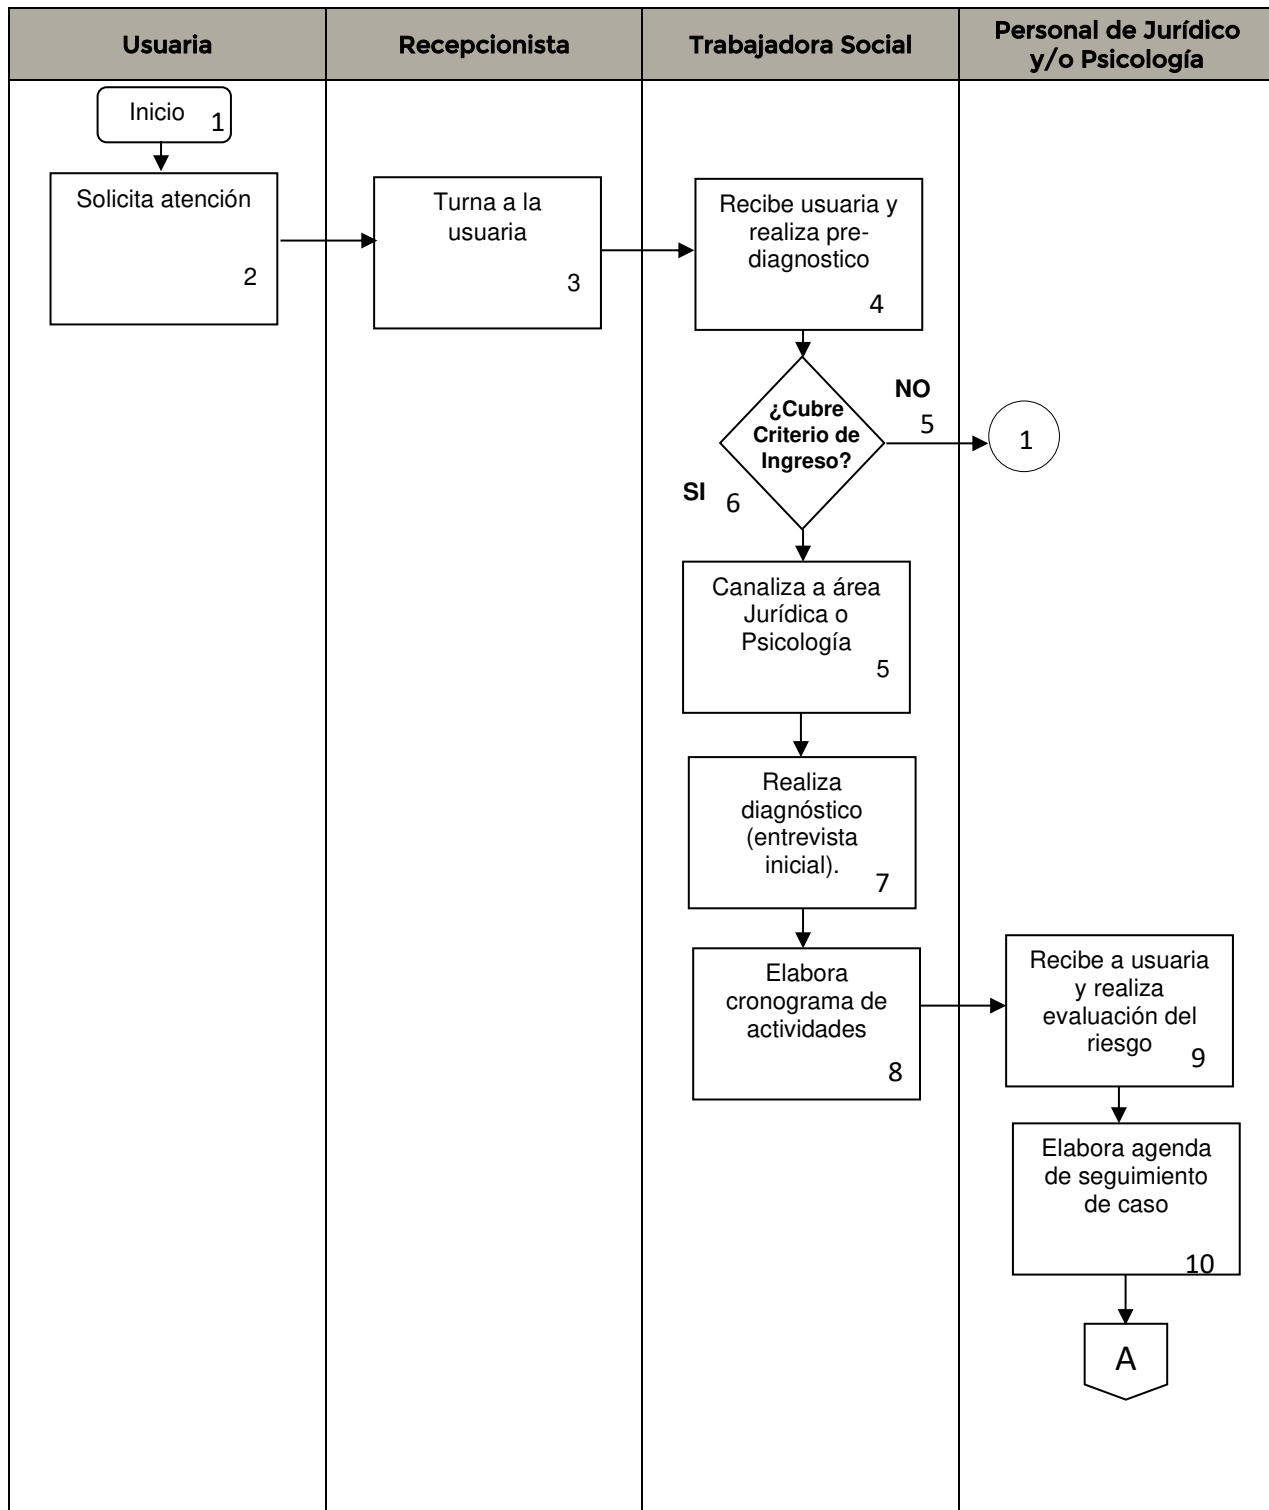 Usuaria
Recepcionista
Trabajadora Social
Personal de Jurídico
y/o Psicología
Inicio
1
Solicita atención
2
Turna a la
usuaria
3
Recibe usuaria y
realiza pre-
diagnostico
4
¿Cubre
Criterio de
Ingreso?
NO
5
1
SI
6
Canaliza a área
Jurídica o
Psicología
5
Realiza
diagnóstico
(entrevista
inicial).
7
Elabora
cronograma de
actividades
8
Recibe a usuaria
y realiza
evaluación del
riesgo
9
Elabora agenda
de seguimiento
de caso
10
A